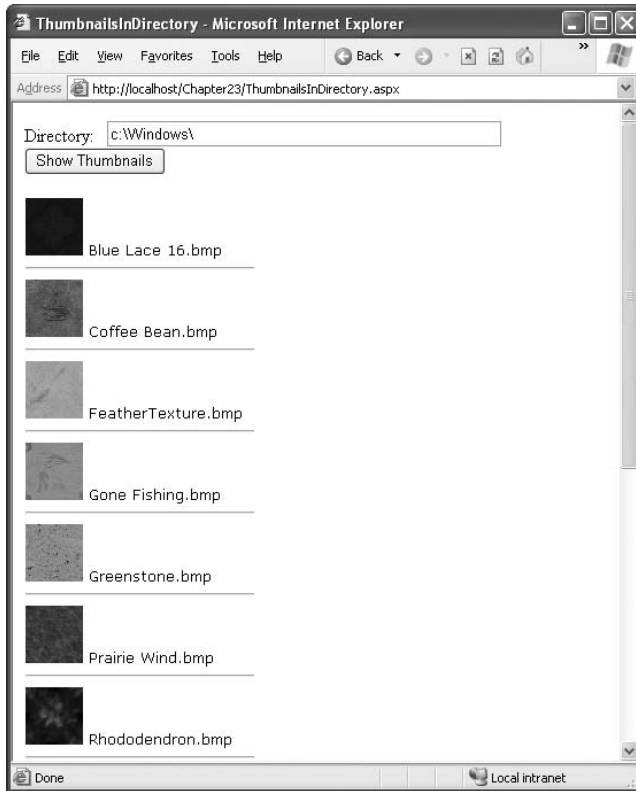 ThumbnailsInDirectory - Microsoft Internet Explorer
File Edit View Favorites Tools Help Back »
Address http://localhost/Chapter23/ThumbnailsInDirectory.aspx
Directory: c:\Windows\
Show Thumbnails
Blue Lace 16.bmp
Coffee Bean.bmp
FeatherTexture.bmp
Gone Fishing.bmp
Greenstone.bmp
Prairie Wind.bmp
Rhododendron.bmp
Done Local intranet